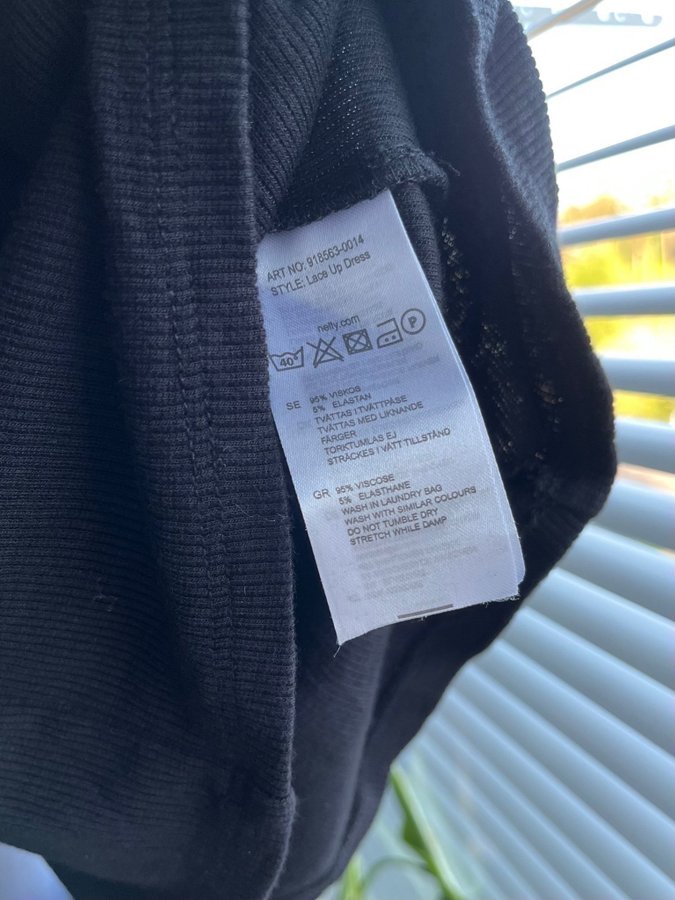 ART NO: 918563-0014
STYLE: Lace Up Dress
nelly.com
40
P
SE 95% VISKOS
5% ELASTAN
TVÄTTAS I TVÄTTPÅSE
TVÄTTAS MED LIKNANDE
FÄRGER
TORKTUMLAS EJ
STRÄCKES I VÅTT TILLSTÅND
GR 95% VISCOSE
5% ELASTHANE
WASH IN LAUNDRY BAG
WASH WITH SIMILAR COLOURS
DO NOT TUMBLE DRY
STRETCH WHILE DAMP